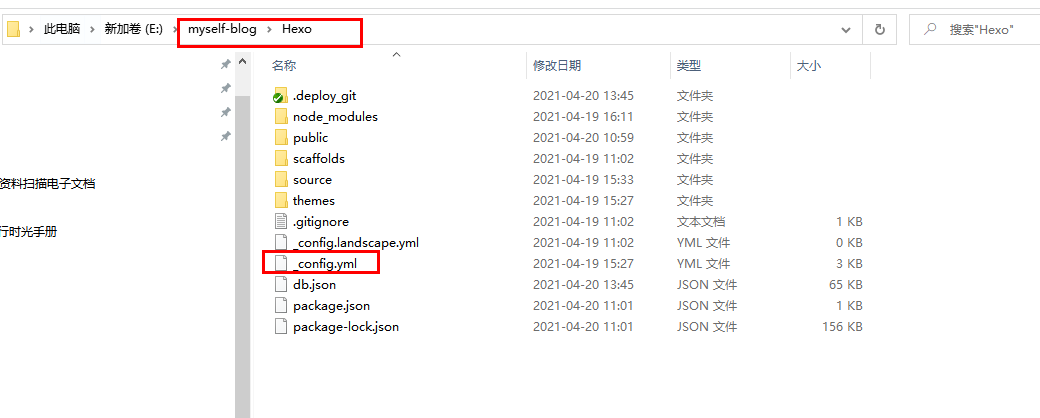 此电脑 > 新加卷 (E:) > myself-blog > Hexo 搜索"Hexo"
名称 修改日期 类型 大小
.deploy_git 2021-04-20 13:45 文件夹
node_modules 2021-04-19 16:11 文件夹
public 2021-04-20 10:59 文件夹
scaffolds 2021-04-19 11:02 文件夹
资料扫描电子文档
source 2021-04-19 15:33 文件夹
themes 2021-04-19 15:27 文件夹
.gitignore 2021-04-19 11:02 文本文档 1 KB
行时光手册
_config.landscape.yml 2021-04-19 11:02 YML 文件 0 KB
_config.yml 2021-04-19 15:27 YML 文件 3 KB
db.json 2021-04-20 13:45 JSON 文件 65 KB
package.json 2021-04-20 11:01 JSON 文件 1 KB
package-lock.json 2021-04-20 11:01 JSON 文件 156 KB